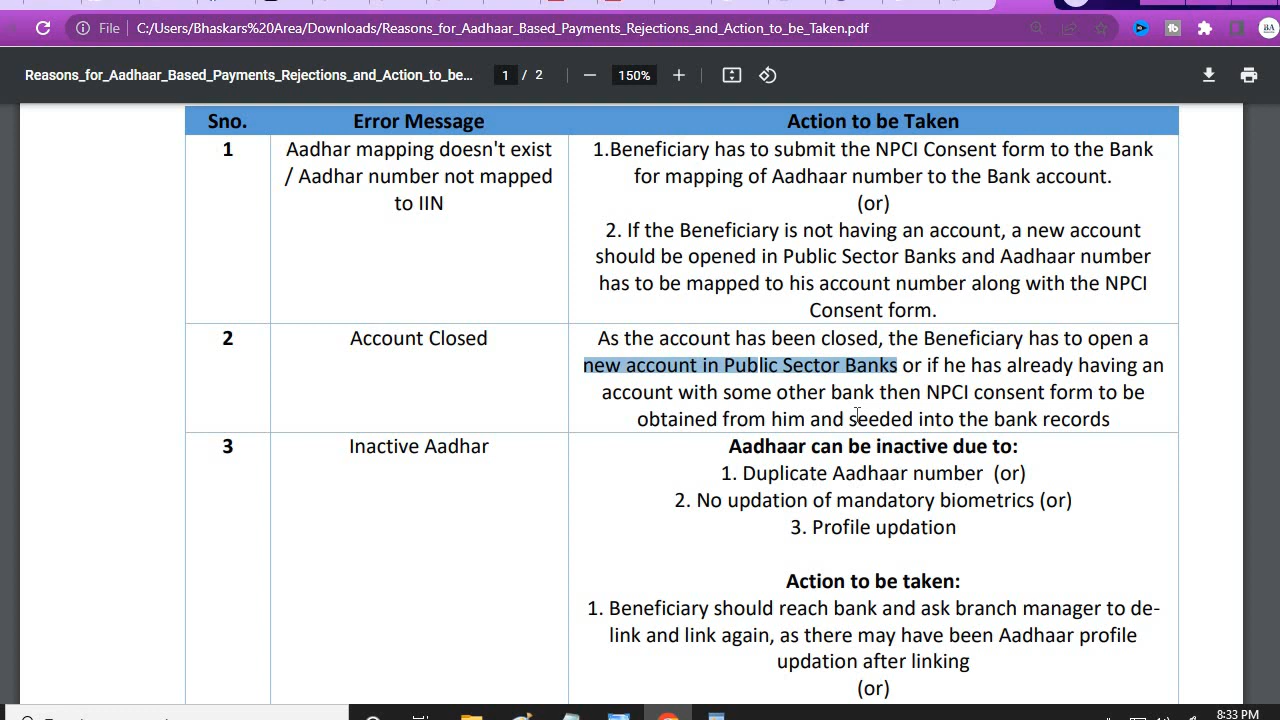 File | C:/Users/Bhaskars%20Area/Downloads/Reasons_for_Aadhaar_Based_Payments_Rejections_and_Action_to_be_Taken.pdf
Reasons_for_Aadhaar_Based_Payments_Rejections_and_Action_to_be... 1 / 2 150%
Sno. Error Message Action to be Taken
1
Aadhar mapping doesn't exist
/ Aadhar number not mapped
to IIN
1.Beneficiary has to submit the NPCI Consent form to the Bank
for mapping of Aadhaar number to the Bank account.
(or)
2. If the Beneficiary is not having an account, a new account
should be opened in Public Sector Banks and Aadhaar number
has to be mapped to his account number along with the NPCI
Consent form.
2
Account Closed
As the account has been closed, the Beneficiary has to open a
new account in Public Sector Banks or if he has already having an
account with some other bank then NPCI consent form to be
obtained from him and seeded into the bank records
3
Inactive Aadhar
Aadhaar can be inactive due to:
1. Duplicate Aadhaar number (or)
2. No updation of mandatory biometrics (or)
3. Profile updation
Action to be taken:
1. Beneficiary should reach bank and ask branch manager to de-
link and link again, as there may have been Aadhaar profile
updation after linking
(or)
8:33 PM